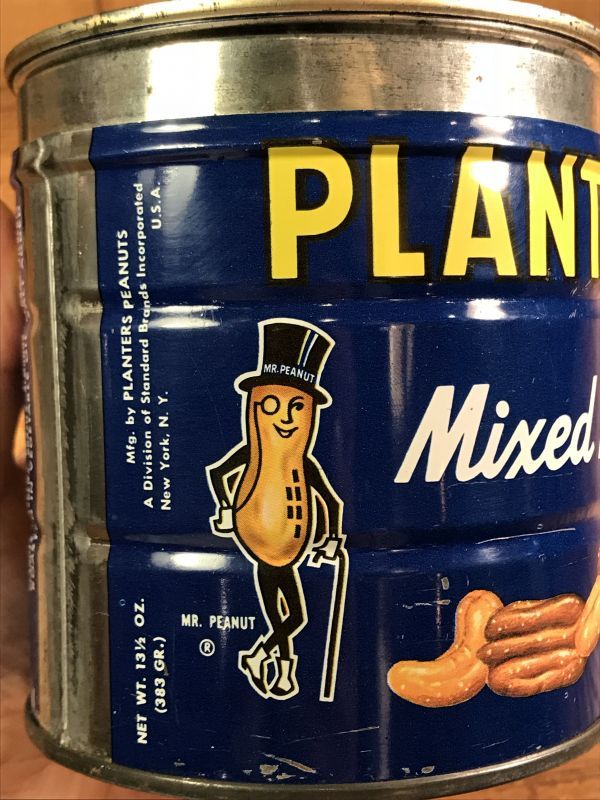 PLANT
Mixed
MR. PEANUT
MR. PEANUT
®
Mfg. by PLANTERS PEANUTS
A Division of Standard Brands Incorporated
New York, N. Y. U.S.A.
NET WT. 13½ OZ.
(383 GR.)